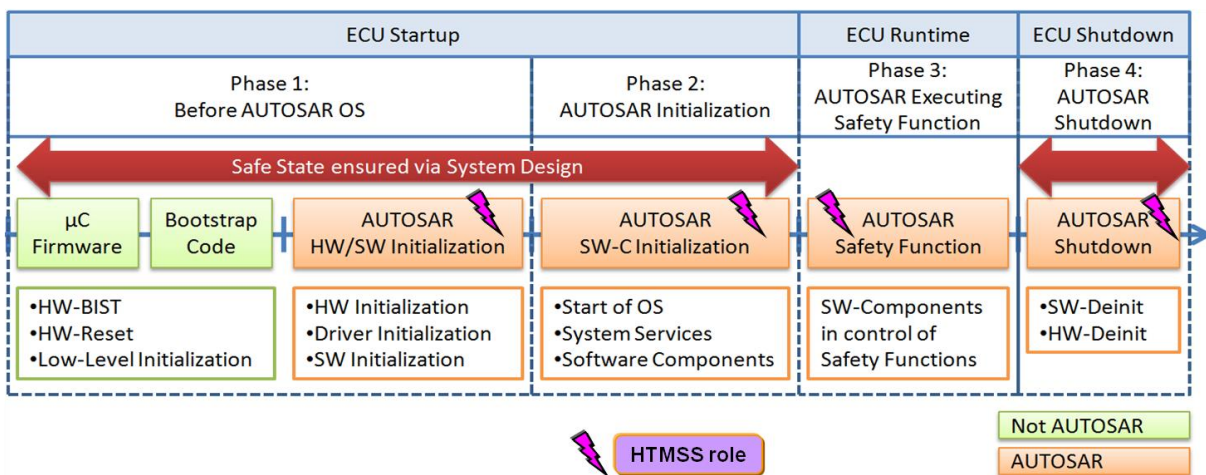 ECU Startup
ECU Runtime
ECU Shutdown
Phase 1:
Before AUTOSAR OS
Phase 2:
AUTOSAR Initialization
Phase 3:
AUTOSAR Executing
Safety Function
Phase 4:
AUTOSAR
Shutdown
Safe State ensured via System Design
µC
Firmware
Bootstrap
Code
AUTOSAR
HW/SW Initialization
AUTOSAR
SW-C Initialization
AUTOSAR
Safety Function
AUTOSAR
Shutdown
•HW-BIST
•HW-Reset
•Low-Level Initialization
•HW Initialization
•Driver Initialization
•SW Initialization
•Start of OS
•System Services
•Software Components
SW-Components
in control of
Safety Functions
•SW-Deinit
•HW-Deinit
HTMSS role
Not AUTOSAR
AUTOSAR